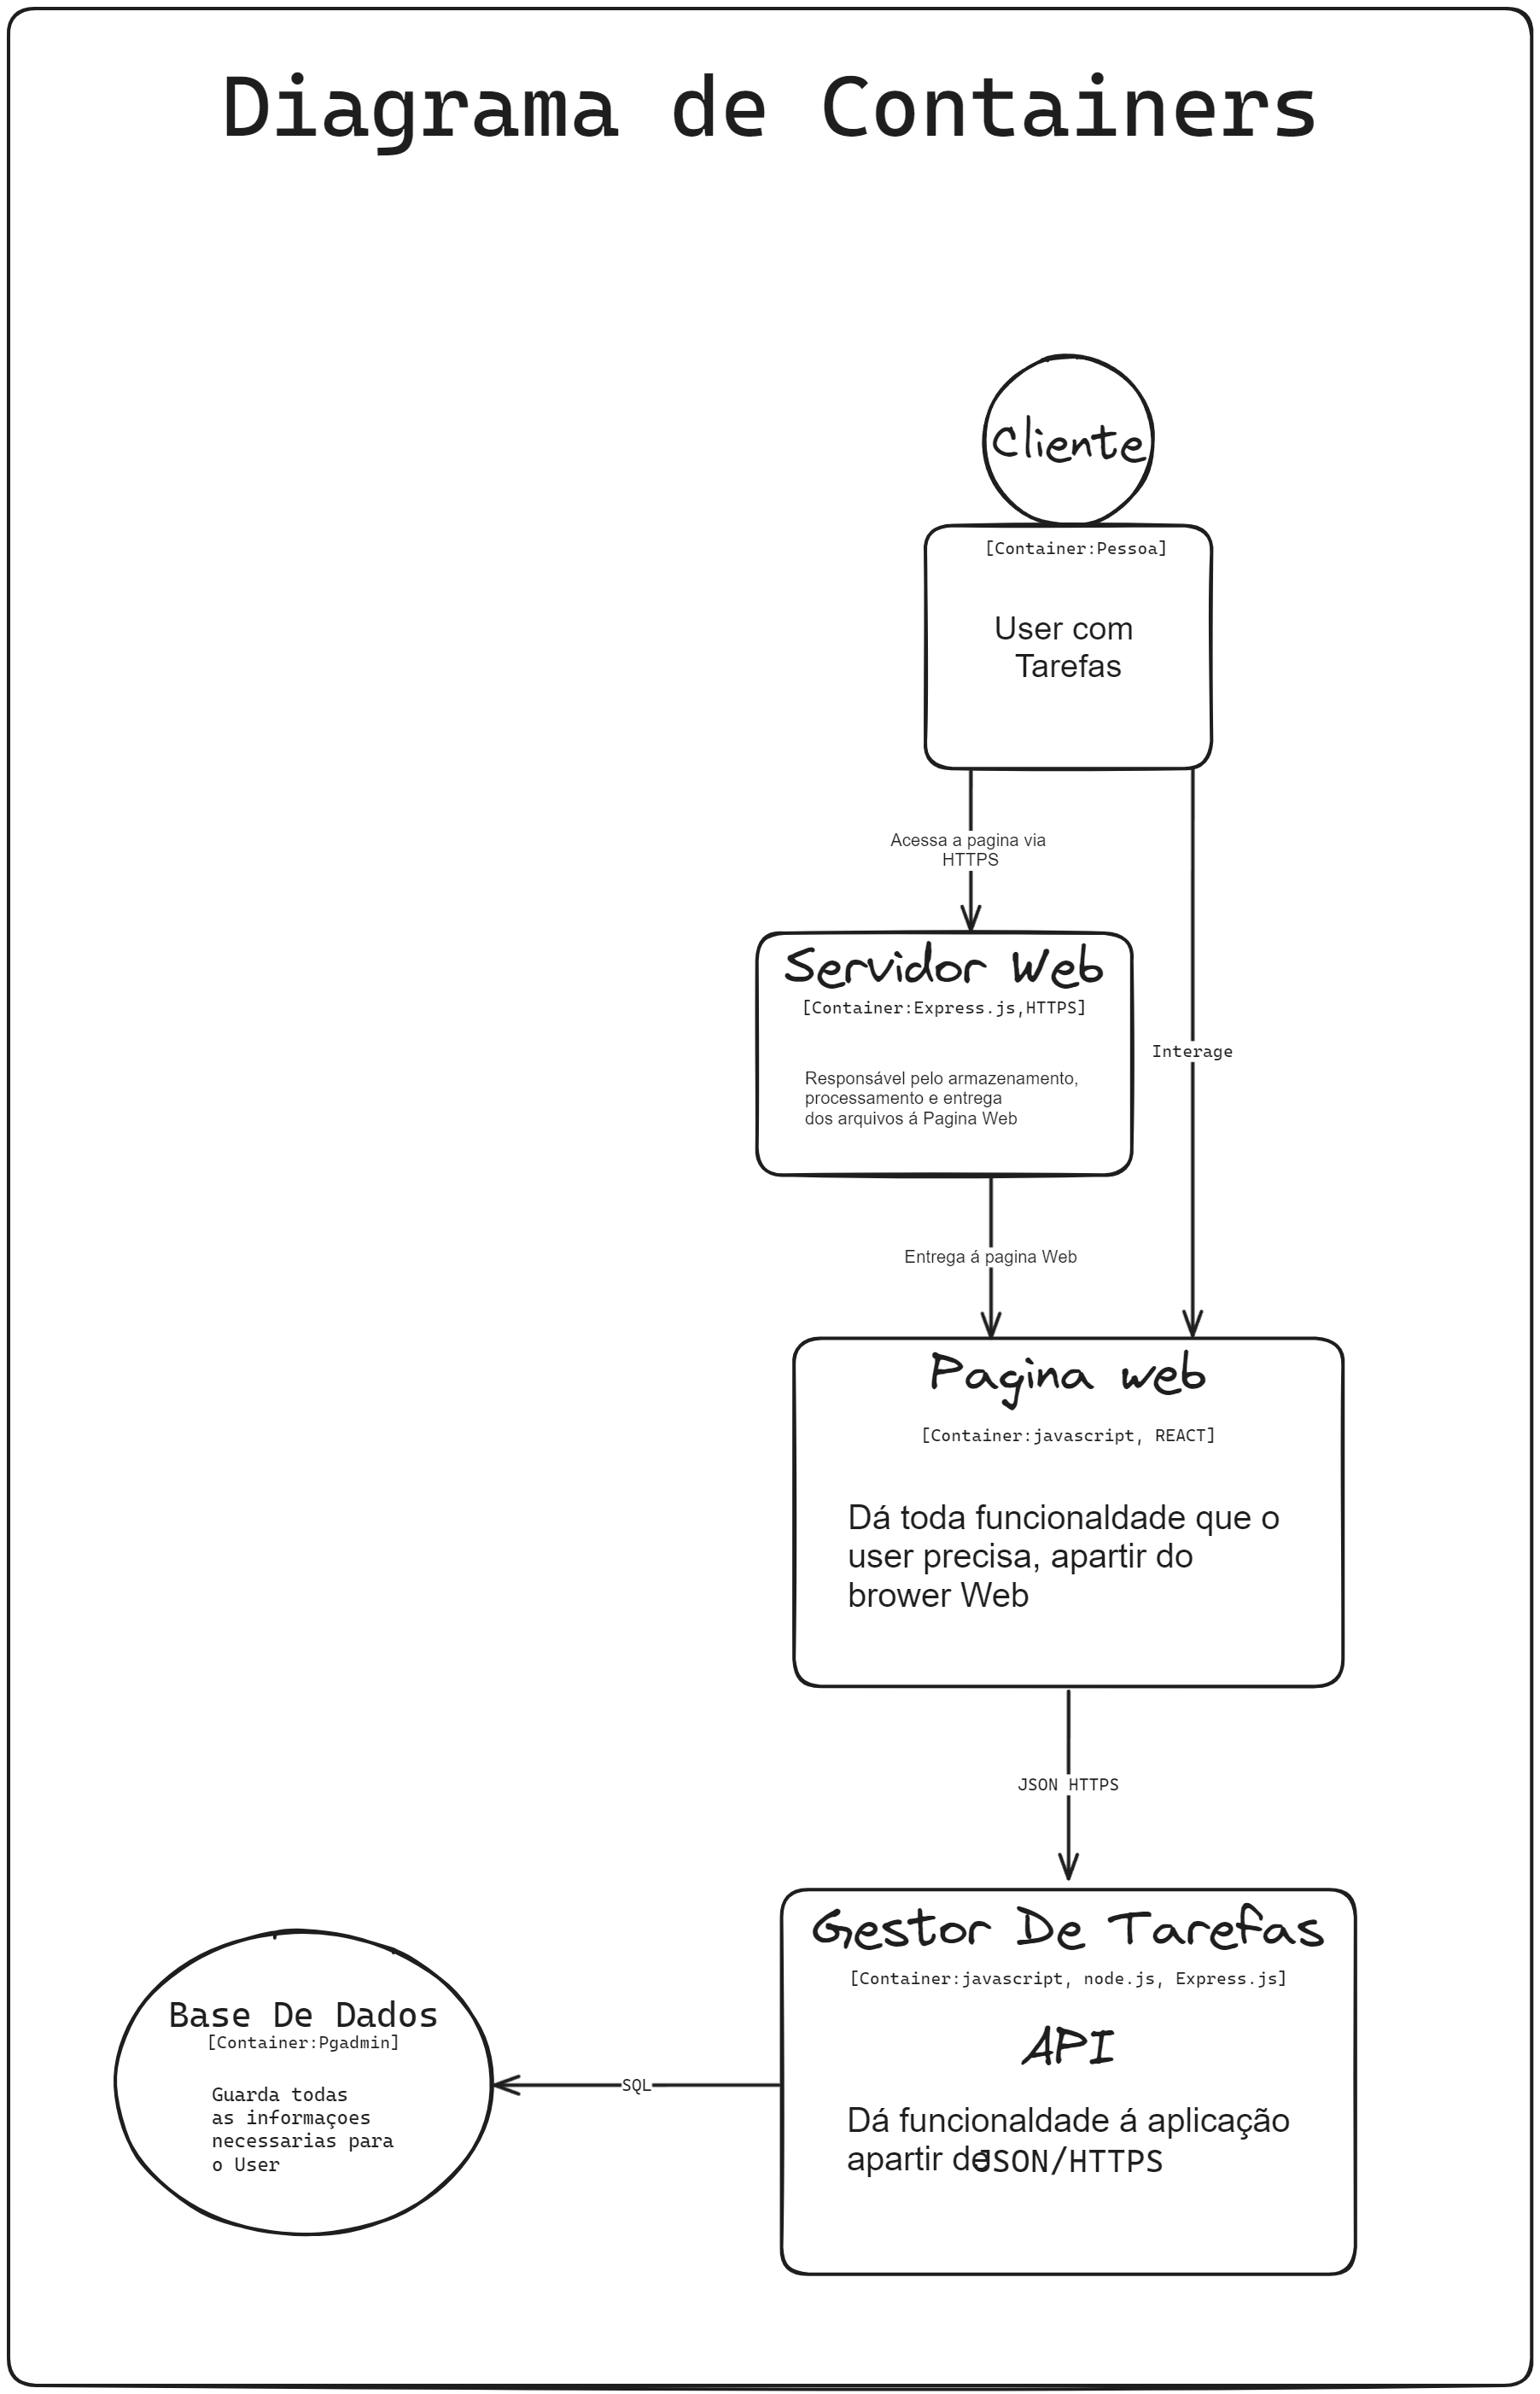 Diagrama de Containers
Cliente
[Container:Pessoa]
User com
Tarefas
Acessa a pagina via
HTTPS
Servidor Web
[Container:Express.js,HTTPS]
Responsável pelo armazenamento,
processamento e entrega
dos arquivos á Pagina Web
Interage
Entrega á pagina Web
Pagina web
[Container:javascript, REACT]
Dá toda funcionaldade que o
user precisa, apartir do
brower Web
JSON HTTPS
Gestor De Tarefas
[Container:javascript, node.js, Express.js]
API
Dá funcionaldade á aplicação
apartir de JSON/HTTPS
SQL
Base De Dados
[Container:Pgadmin]
Guarda todas
as informaçoes
necessarias para
o User